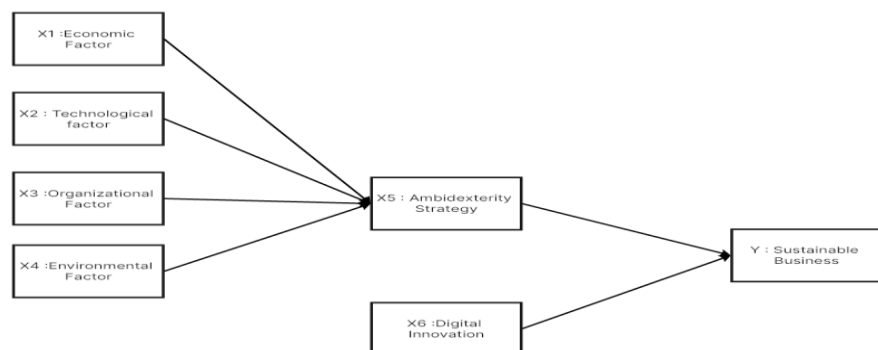 X1 :Economic
Factor
X2 : Technological
factor
X3 :Organizational
Factor
X4 :Environmental
Factor
X5 : Ambidexterity
Strategy
X6 :Digital
Innovation
Y : Sustainable
Business